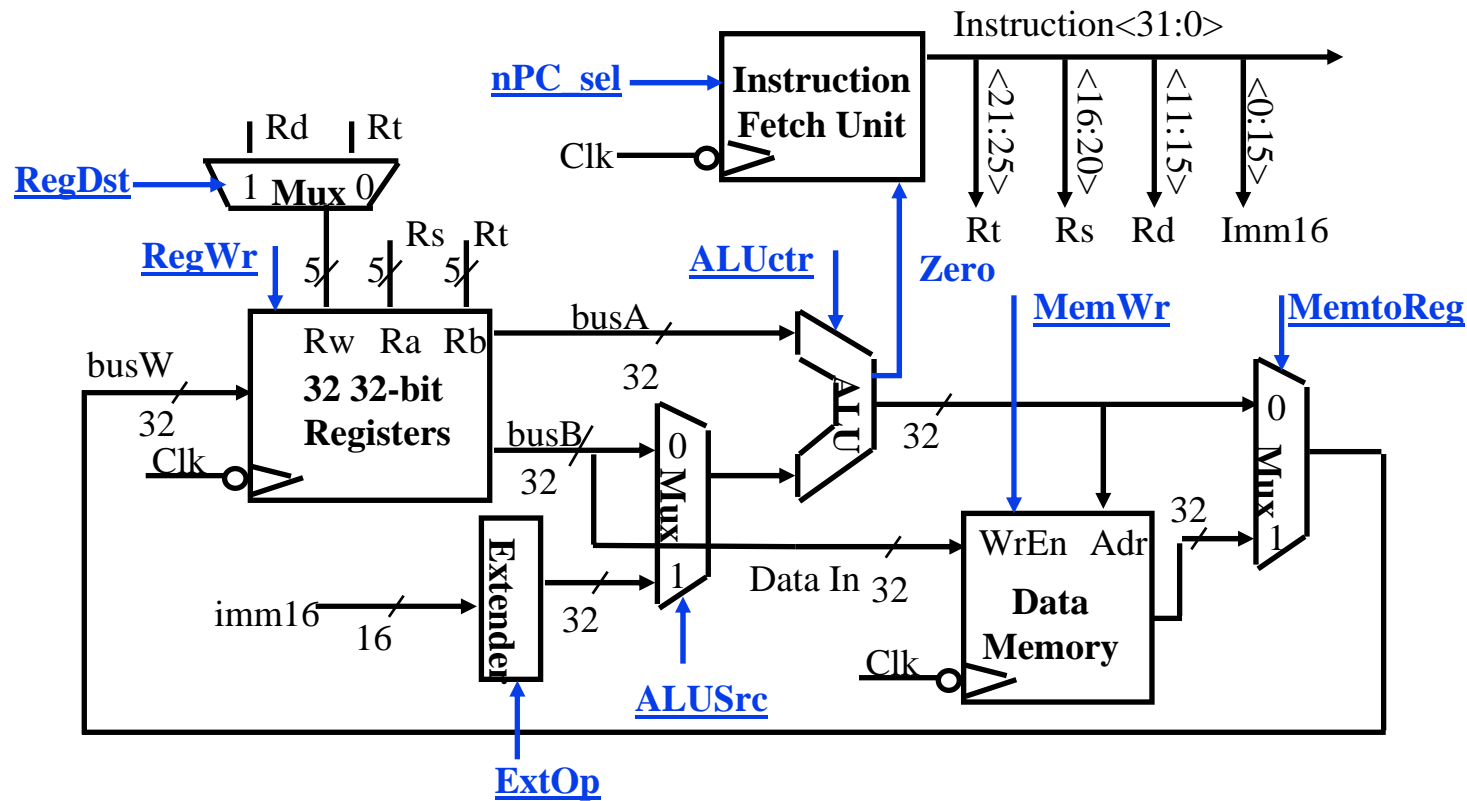 Instruction<31:0>
nPC_sel
Instruction
Fetch Unit
Clk
<21:25>
<16:20>
<11:15>
<0:15>
Rt
Rs
Rd
Imm16
Rd
Rt
RegDst
1
Mux
0
RegWr
5
5
5
Rs
Rt
ALUctr
Zero
MemWr
MemtoReg
busW
32
Clk
Rw
Ra
Rb
32 32-bit
Registers
busA
32
busB
32
0
Mux
1
ALU
32
0
Mux
1
32
WrEn
Adr
Data In
32
Data
Memory
Clk
imm16
16
Extender
32
ALUSrc
ExtOp